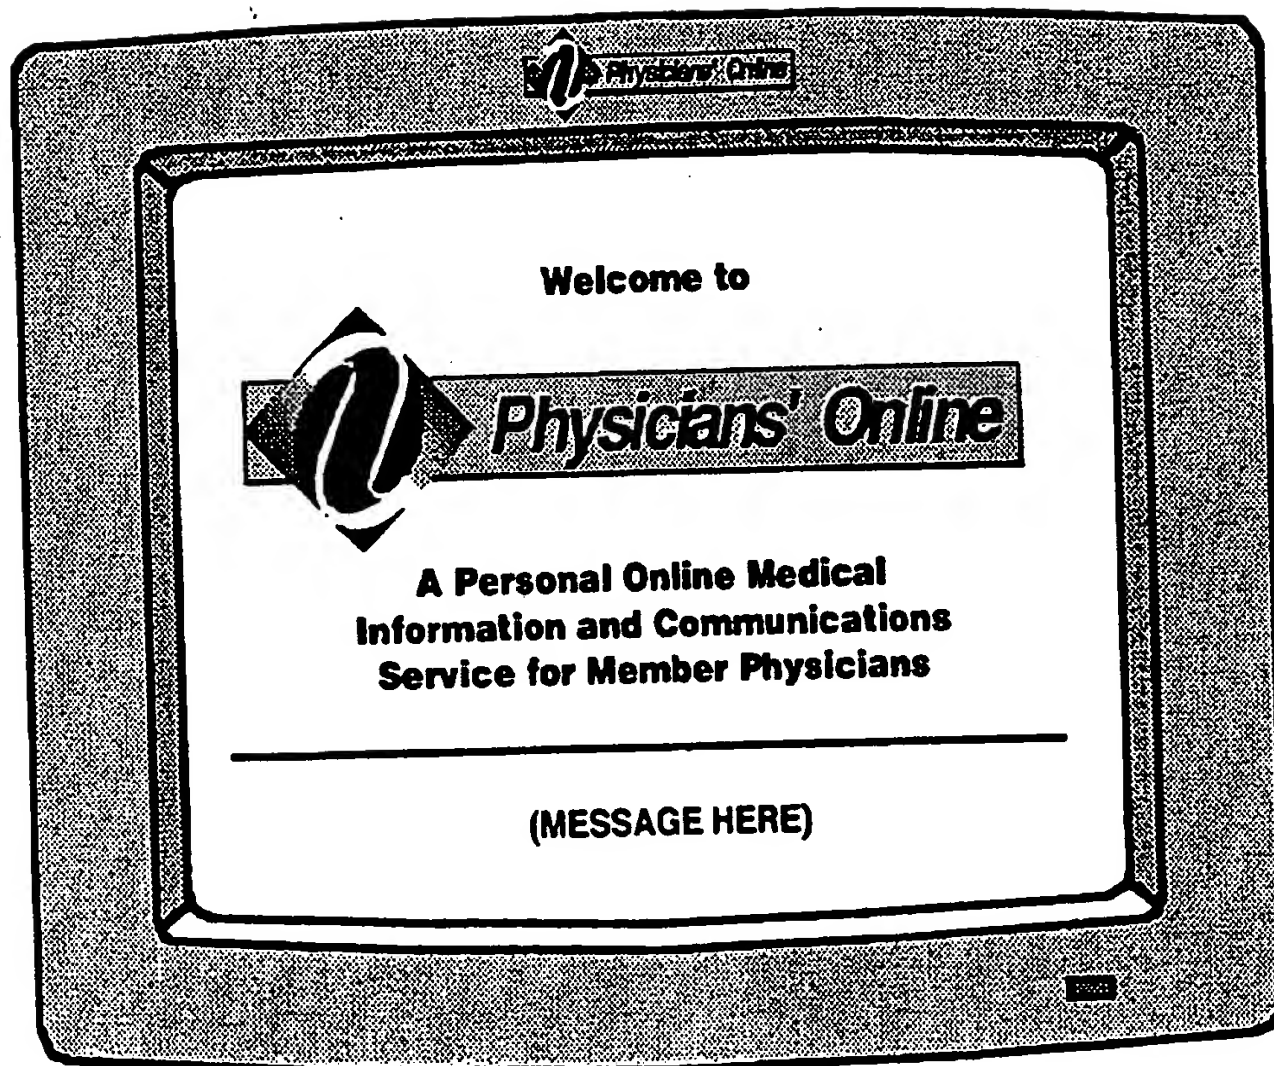 Physicians' Online
Welcome to
Physicians' Online
A Personal Online Medical
Information and Communications
Service for Member Physicians
(MESSAGE HERE)